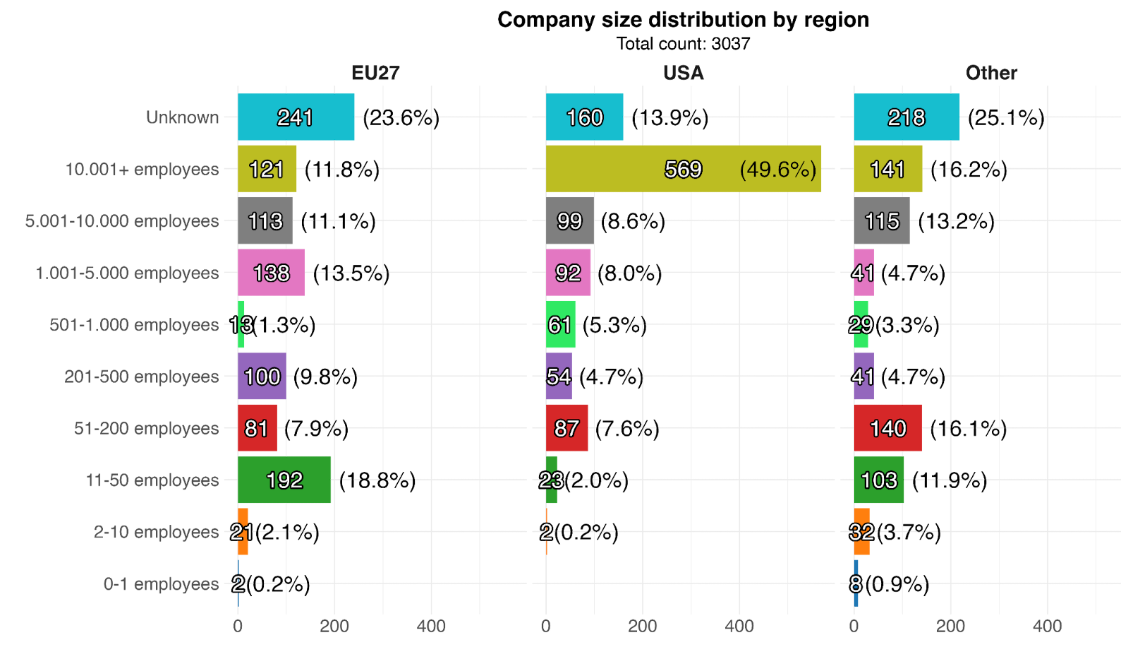 Company size distribution by region
Total count: 3037
EU27 USA Other
Unknown 241 (23.6%) 160 (13.9%) 218 (25.1%)
10.001+ employees 121 (11.8%) 569 (49.6%) 141 (16.2%)
5.001-10.000 employees 113 (11.1%) 99 (8.6%) 115 (13.2%)
1.001-5.000 employees 138 (13.5%) 92 (8.0%) 41 (4.7%)
501-1.000 employees 13 (1.3%) 61 (5.3%) 29 (3.3%)
201-500 employees 100 (9.8%) 54 (4.7%) 41 (4.7%)
51-200 employees 81 (7.9%) 87 (7.6%) 140 (16.1%)
11-50 employees 192 (18.8%) 23 (2.0%) 103 (11.9%)
2-10 employees 21 (2.1%) 2 (0.2%) 32 (3.7%)
0-1 employees 2 (0.2%) 8 (0.9%)
0 200 400 0 200 400 0 200 400